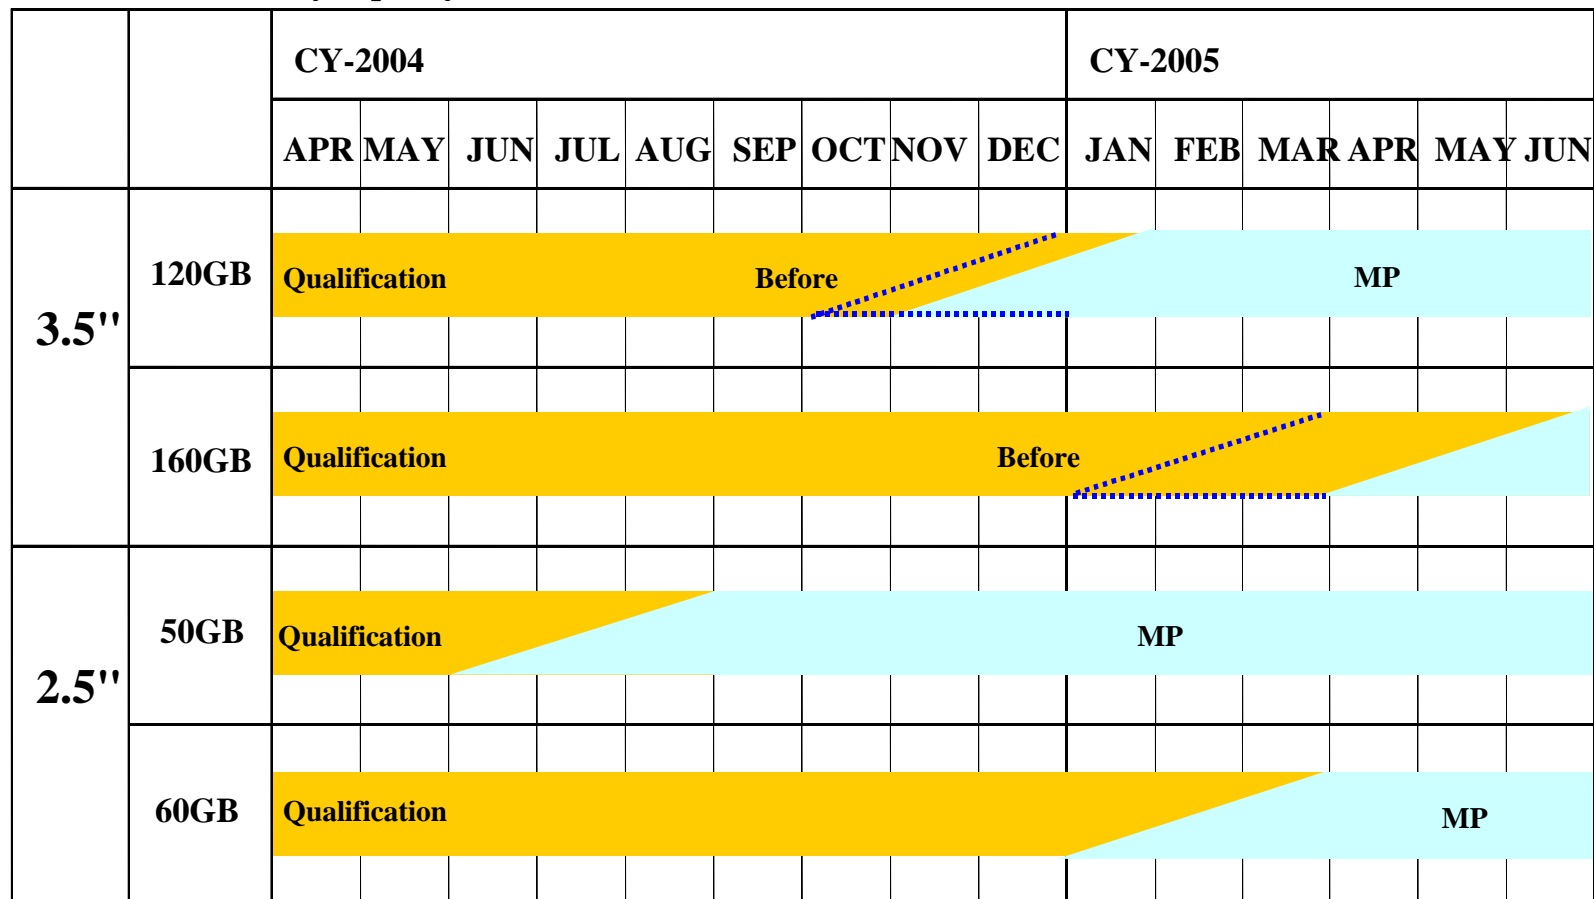 CY-2004 CY-2005
APR MAY JUN JUL AUG SEP OCT NOV DEC JAN FEB MAR APR MAY JUN
3.5"
120GB Qualification Before MP
160GB Qualification Before
2.5"
50GB Qualification MP
60GB Qualification MP